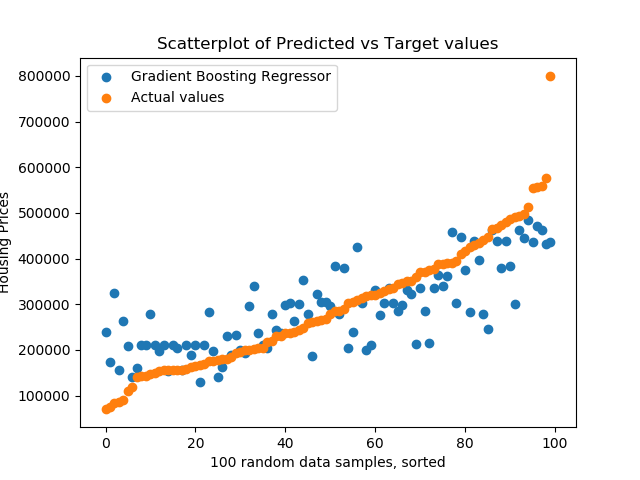 Scatterplot of Predicted vs Target values
Gradient Boosting Regressor
Actual values
800000
700000
600000
500000
400000
300000
200000
100000
Housing Prices
0 20 40 60 80 100
100 random data samples, sorted